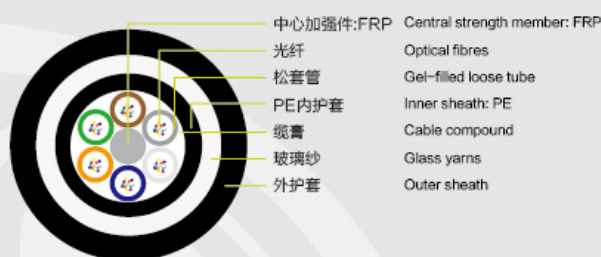 中心加强件:FRP Central strength member: FRP
光纤 Optical fibres
松套管 Gel-filled loose tube
PE内护套 Inner sheath: PE
缆膏 Cable compound
玻璃纱 Glass yarns
外护套 Outer sheath